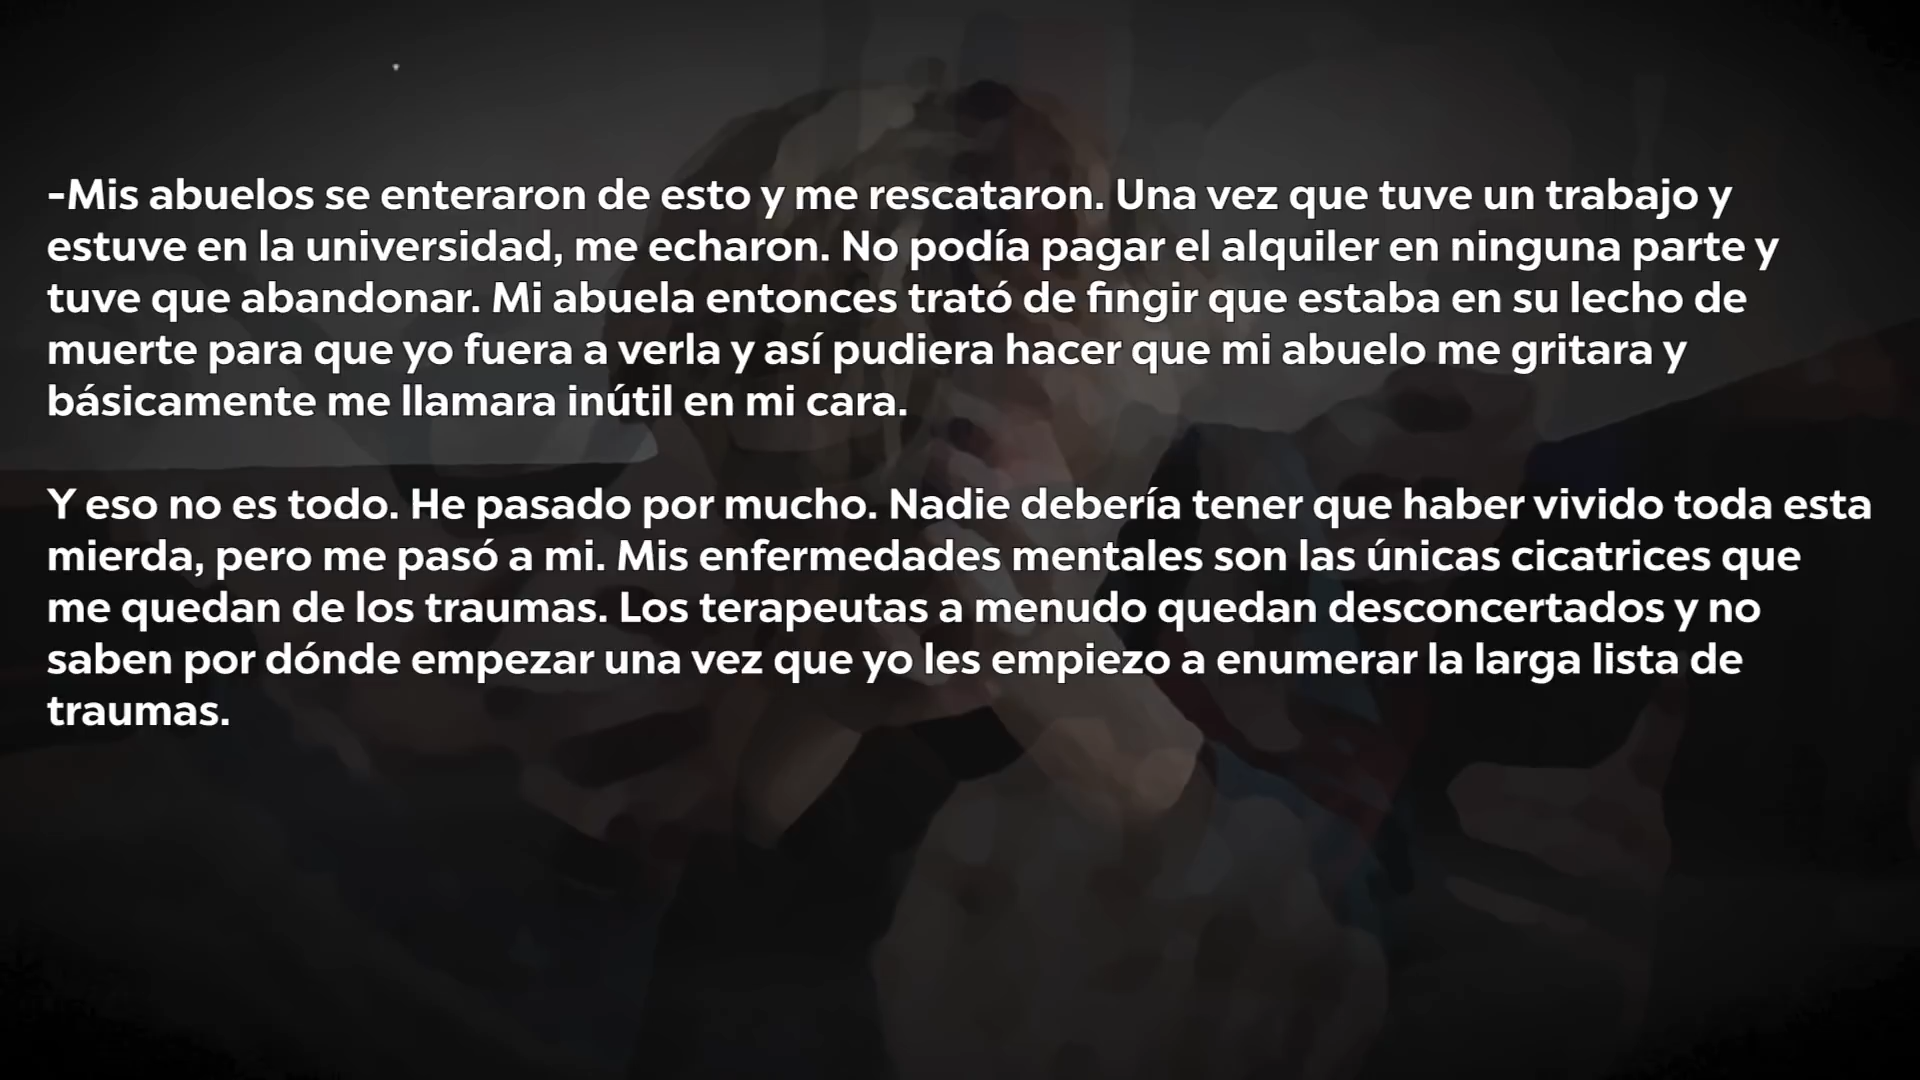 -Mis abuelos se enteraron de esto y me rescataron. Una vez que tuve un trabajo y
estuve en la universidad, me echaron. No podía pagar el alquiler en ninguna parte y
tuve que abandonar. Mi abuela entonces trató de fingir que estaba en su lecho de
muerte para que yo fuera a verla y así pudiera hacer que mi abuelo me gritara y
básicamente me llamara inútil en mi cara.
Y eso no es todo. He pasado por mucho. Nadie debería tener que haber vivido toda esta
mierda, pero me pasó a mi. Mis enfermedades mentales son las únicas cicatrices que
me quedan de los traumas. Los terapeutas a menudo quedan desconcertados y no
saben por dónde empezar una vez que yo les empiezo a enumerar la larga lista de
traumas.